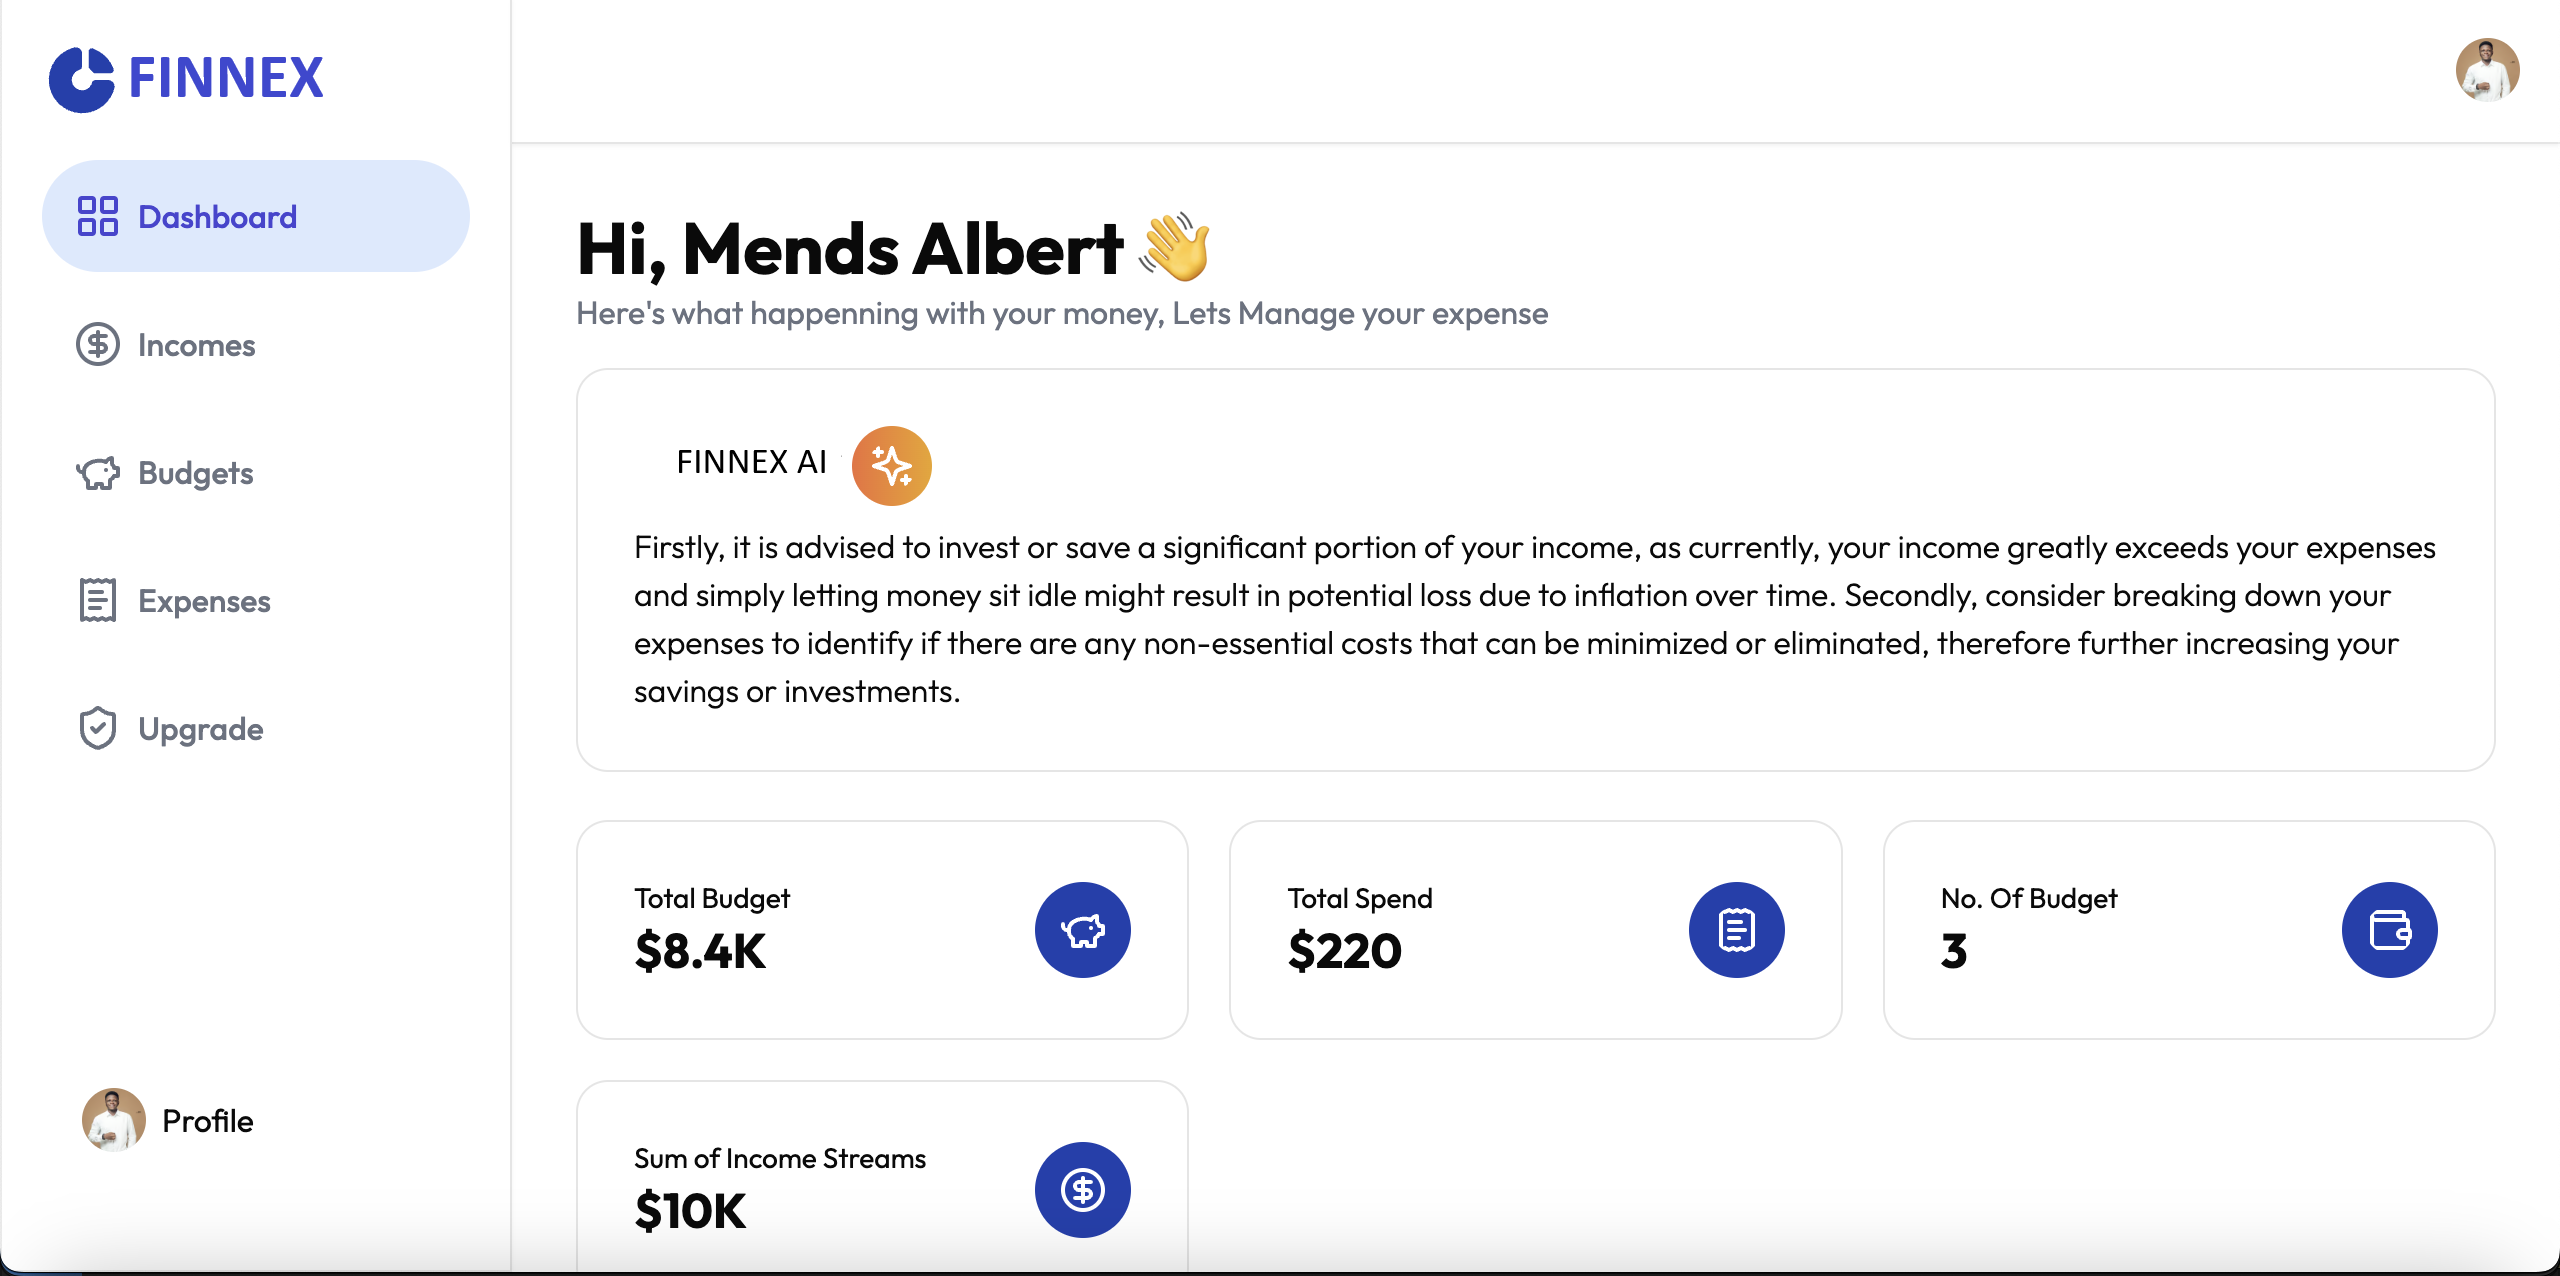 FINNEX
Dashboard
Incomes
Budgets
Expenses
Upgrade
Profile
Hi, Mends Albert 👋
Here's what happenning with your money, Lets Manage your expense
FINNEX AI
Firstly, it is advised to invest or save a significant portion of your income, as currently, your income greatly exceeds your expenses
and simply letting money sit idle might result in potential loss due to inflation over time. Secondly, consider breaking down your
expenses to identify if there are any non-essential costs that can be minimized or eliminated, therefore further increasing your
savings or investments.
Total Budget
$8.4K
Total Spend
$220
No. Of Budget
3
Sum of Income Streams
$10K